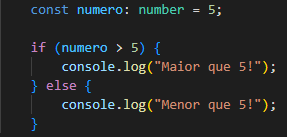 const numero: number = 5;
if (numero > 5) {
console.log("Maior que 5!");
} else {
console.log("Menor que 5!");
}